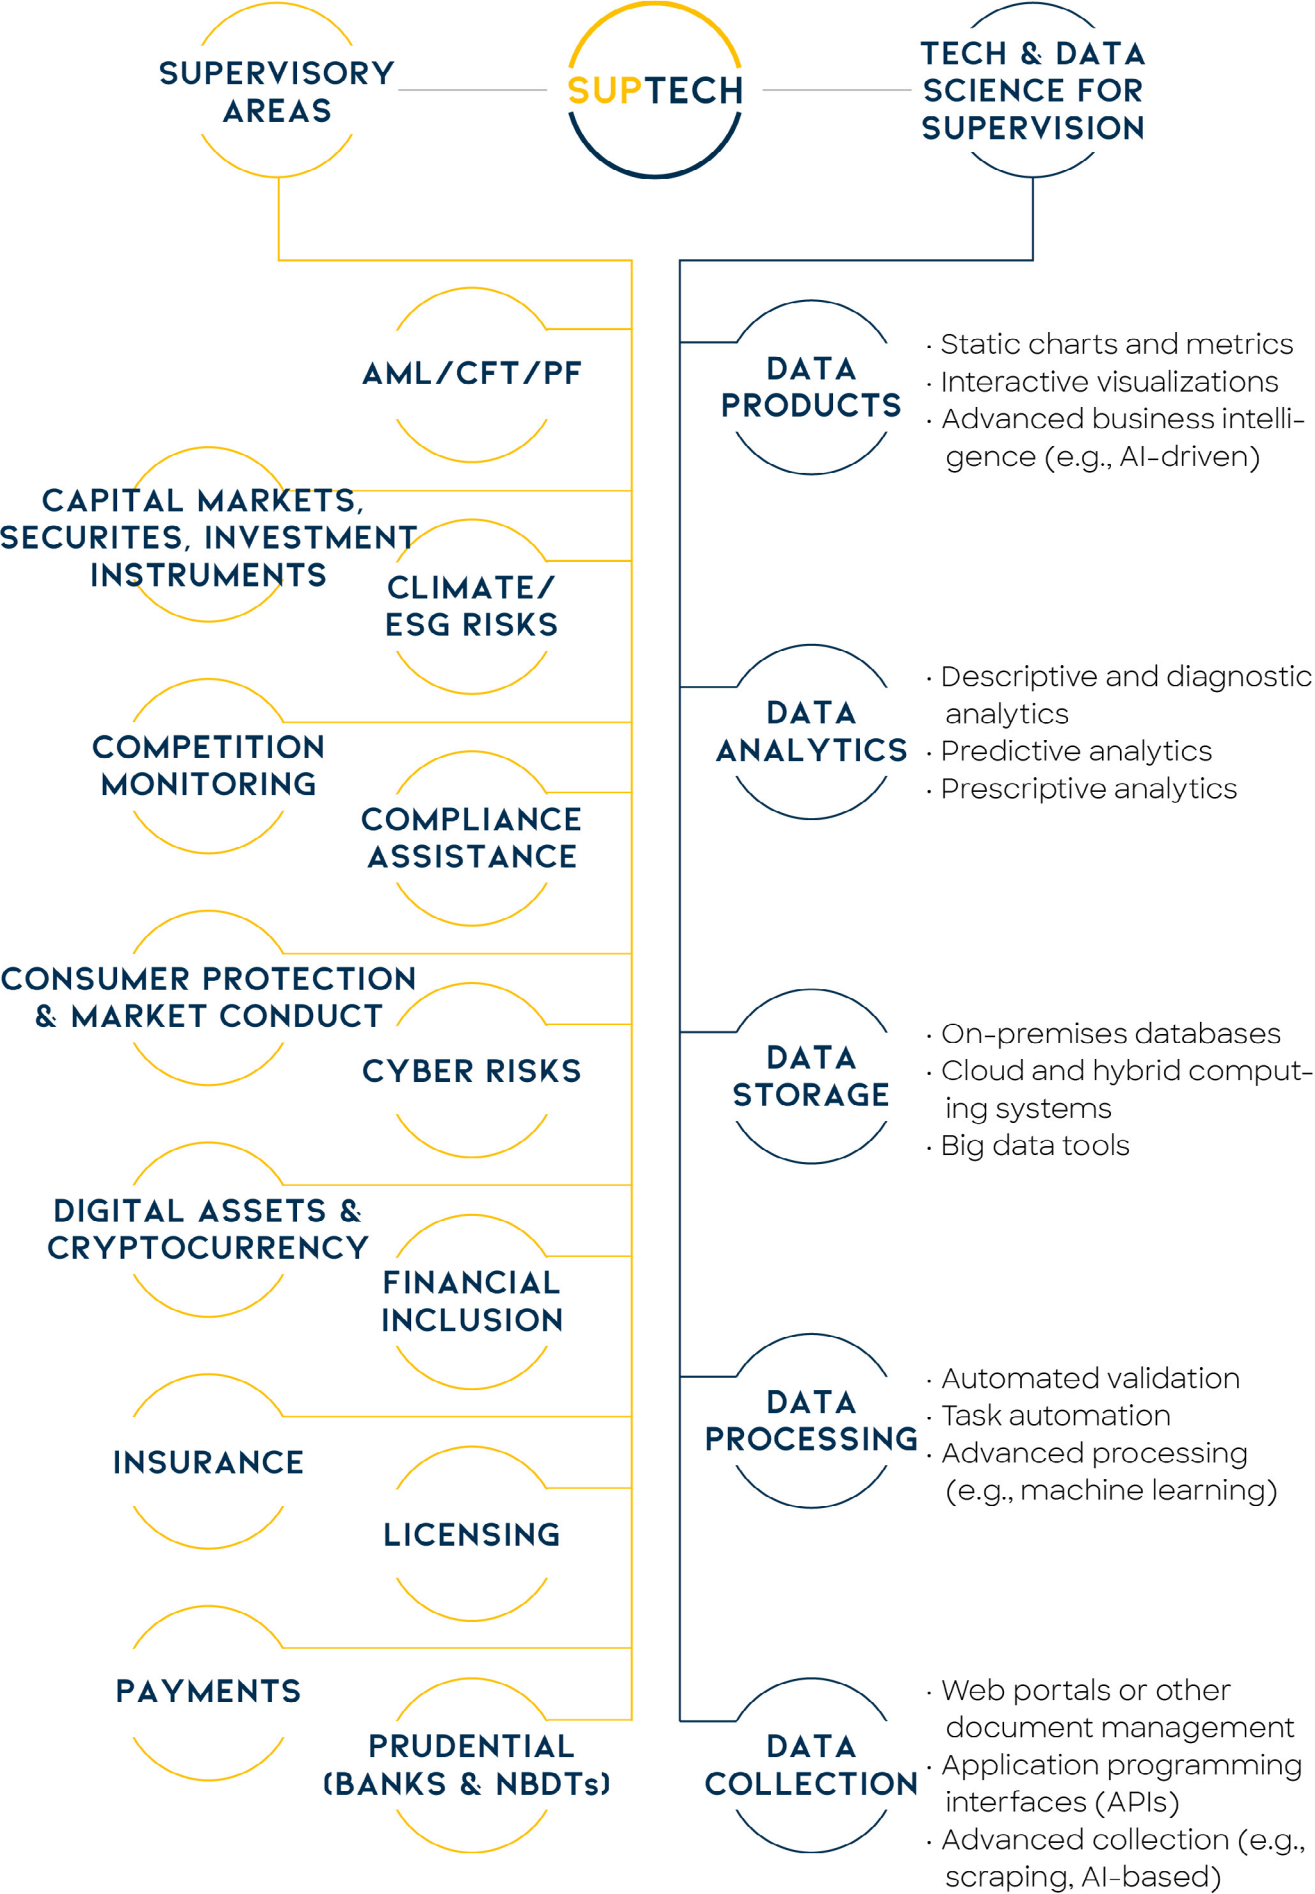 SUPERVISORY
AREAS
SUPTECH
TECH & DATA
SCIENCE FOR
SUPERVISION
AML/CFT/PF
CAPITAL MARKETS,
SECURITES, INVESTMENT
INSTRUMENTS
CLIMATE/
ESG RISKS
COMPETITION
MONITORING
COMPLIANCE
ASSISTANCE
CONSUMER PROTECTION
& MARKET CONDUCT
CYBER RISKS
DIGITAL ASSETS &
CRYPTOCURRENCY
FINANCIAL
INCLUSION
INSURANCE
LICENSING
PAYMENTS
PRUDENTIAL
(BANKS & NBDTs)
DATA
PRODUCTS
· Static charts and metrics
· Interactive visualizations
· Advanced business intelli-
gence (e.g., AI-driven)
DATA
ANALYTICS
· Descriptive and diagnostic
analytics
· Predictive analytics
· Prescriptive analytics
DATA
STORAGE
· On-premises databases
· Cloud and hybrid comput-
ing systems
· Big data tools
DATA
PROCESSING
· Automated validation
· Task automation
· Advanced processing
(e.g., machine learning)
DATA
COLLECTION
· Web portals or other
document management
· Application programming
interfaces (APIs)
· Advanced collection (e.g.,
scraping, AI-based)